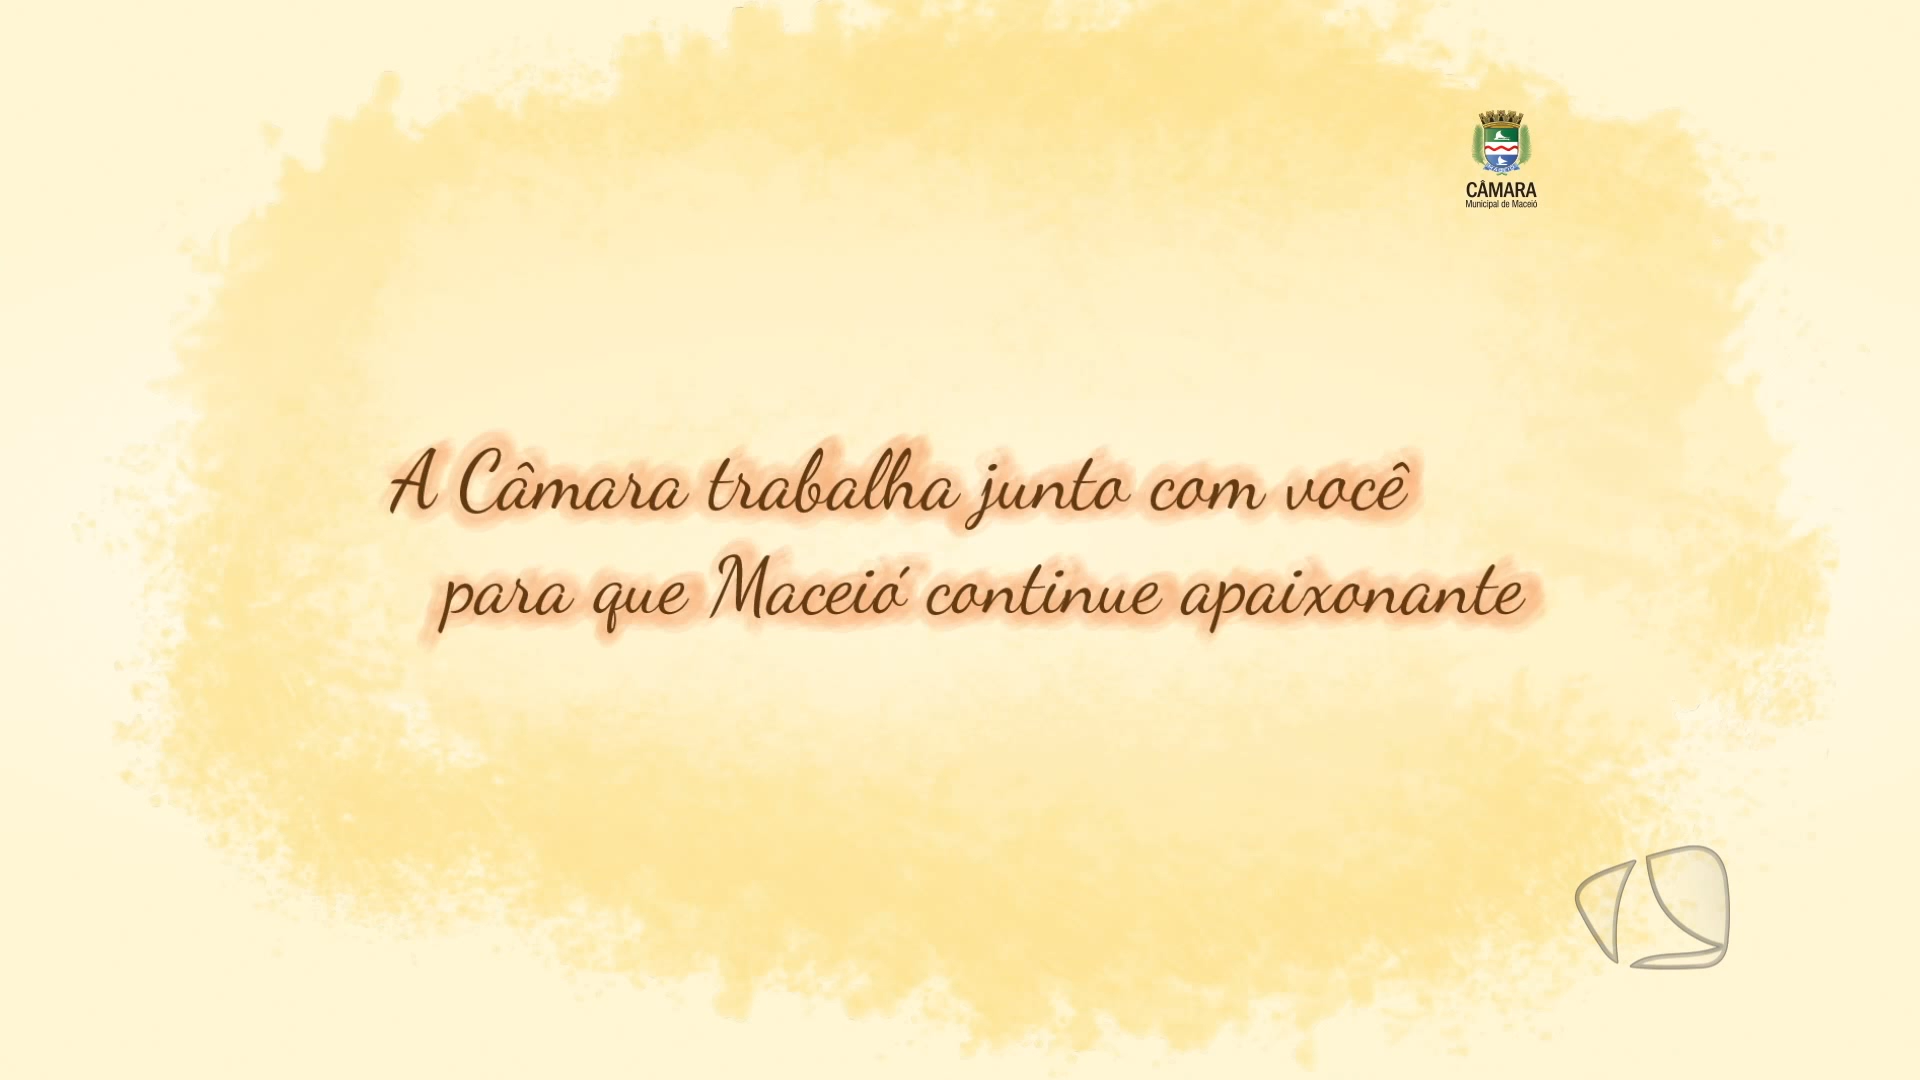 CÂMARA
Municipal de Maceió
A Câmara trabalha junto com você
para que Maceió continue apaixonante